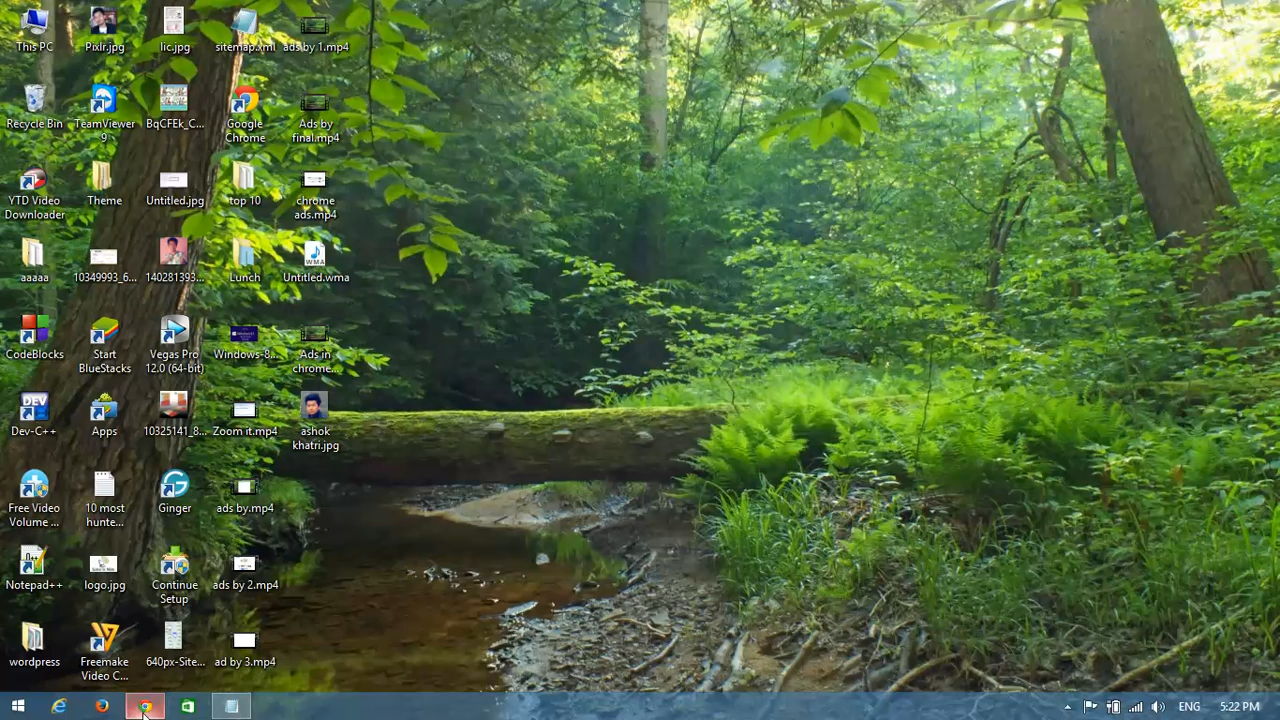 This PC
Pixlr.jpg
lic.jpg
sitemap.xml
ads by 1.mp4
Recycle Bin
TeamViewer
9
BqCFEk_C...
Google
Chrome
Ads by
final.mp4
YTD Video
Downloader
Theme
Untitled.jpg
top 10
chrome
ads.mp4
aaaaa
10349993_6...
140281393...
Lunch
WMA
Untitled.wma
CodeBlocks
Start
BlueStacks
Vegas Pro
12.0 (64-bit)
Windows-8...
Ads in
chrome...
DEV
Dev-C++
Apps
10325141_8...
Zoom it.mp4
ashok
khatri.jpg
Free Video
Volume ...
10 most
hunte...
Ginger
ads by.mp4
Notepad++
logo.jpg
Continue
Setup
ads by 2.mp4
wordpress
Freemake
Video C...
640px-Site...
ad by 3.mp4
ENG
5:22 PM